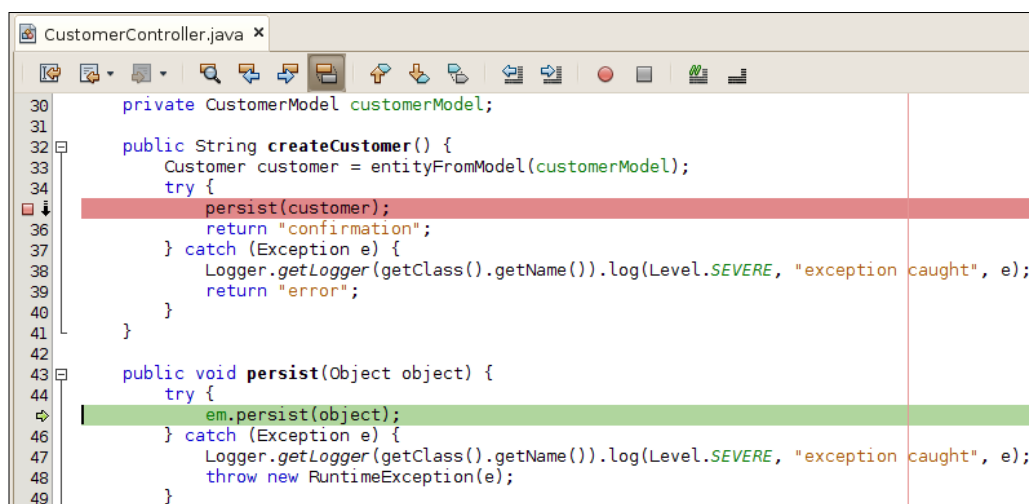 CustomerController.java ×
30 private CustomerModel customerModel;
31
32 public String createCustomer() {
33 Customer customer = entityFromModel(customerModel);
34 try {
persist(customer);
36 return "confirmation";
37 } catch (Exception e) {
38 Logger.getLogger(getClass().getName()).log(Level.SEVERE, "exception caught", e);
39 return "error";
40 }
41 }
42
43 public void persist(Object object) {
44 try {
em.persist(object);
46 } catch (Exception e) {
47 Logger.getLogger(getClass().getName()).log(Level.SEVERE, "exception caught", e);
48 throw new RuntimeException(e);
49 }